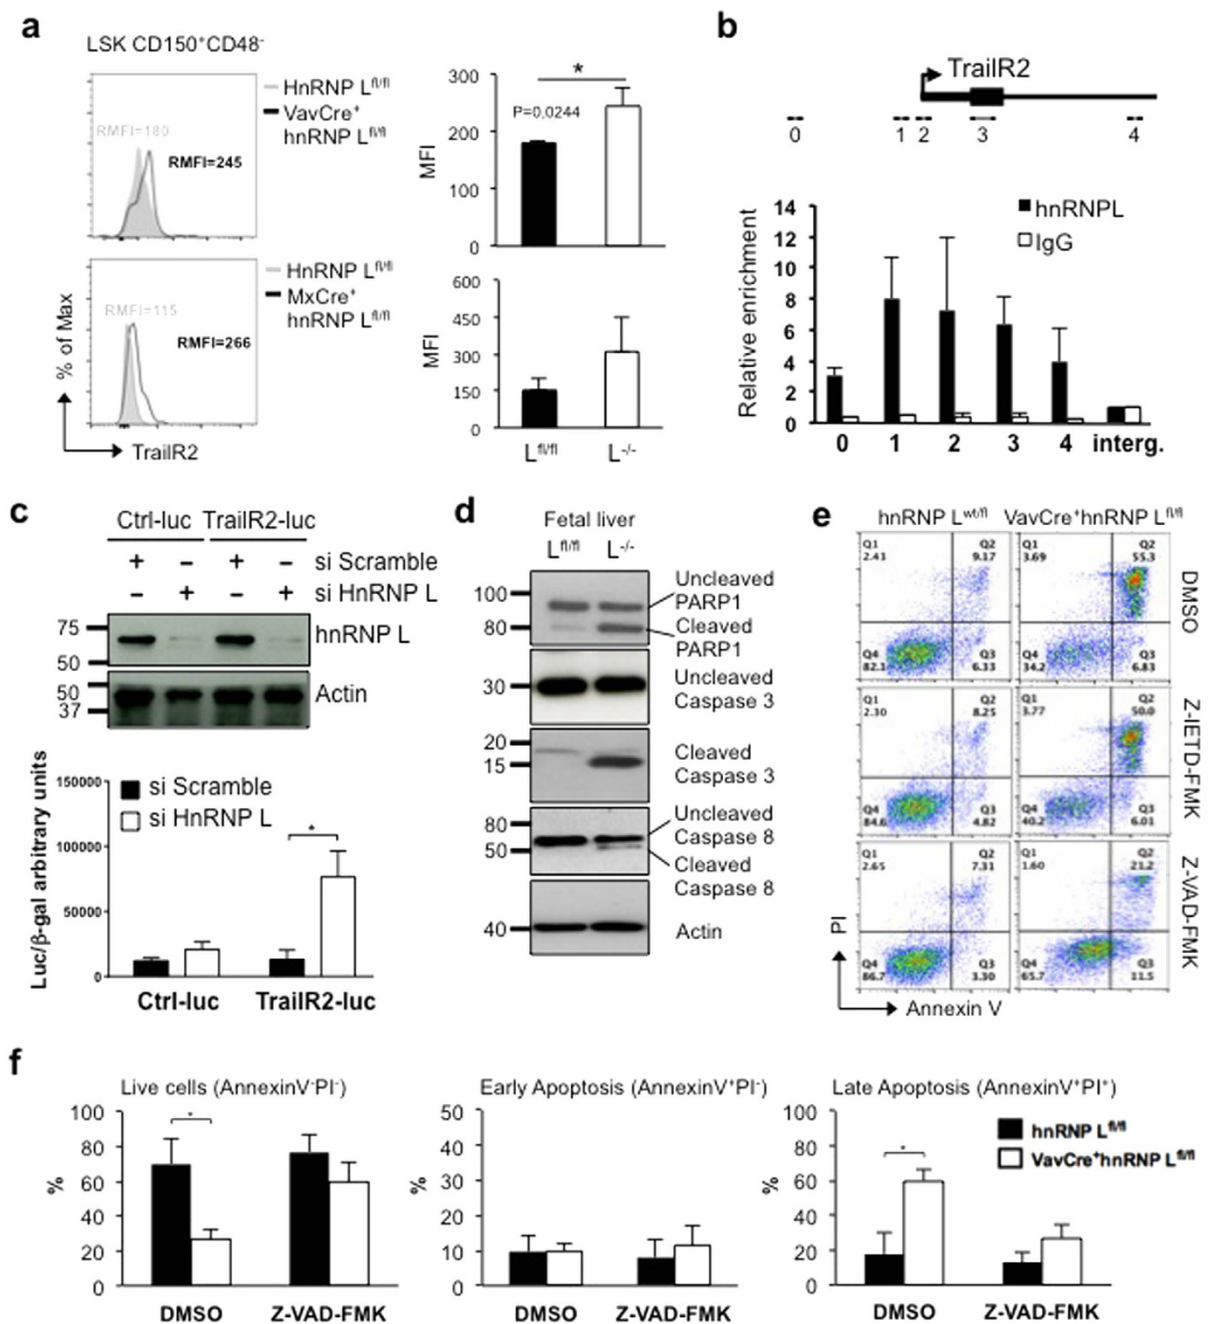 a
LSK CD150⁺CD48⁻
HnRNP L^fl/fl
VavCre⁺
hnRNP L^fl/fl
RMFI=180
RMFI=245
HnRNP L^fl/fl
MxCre⁺
hnRNP L^fl/fl
RMFI=115
RMFI=266
% of Max
TrailR2
300
200
100
0
MFI
*
P=0,0244
600
450
300
150
0
MFI
L^fl/fl
L^-/-
b
TrailR2
0
1
2
3
4
Relative enrichment
14
12
10
8
6
4
2
0
hnRNPL
IgG
0
1
2
3
4
interg.
c
Ctrl-luc
TrailR2-luc
+ − + − si Scramble
− + − + si HnRNP L
75
50
hnRNP L
50
37
Actin
Luc/β-gal arbitrary units
150000
100000
50000
0
si Scramble
si HnRNP L
*
Ctrl-luc
TrailR2-luc
d
Fetal liver
L^fl/fl
L^-/-
100
80
Uncleaved
PARP1
Cleaved
PARP1
30
Uncleaved
Caspase 3
20
15
Cleaved
Caspase 3
80
50
Uncleaved
Caspase 8
Cleaved
Caspase 8
40
Actin
e
hnRNP L^wt/fl
VavCre⁺hnRNP L^fl/fl
Q1
2.43
Q2
9.17
Q4
82.1
Q3
6.33
Q1
3.69
Q2
55.3
Q4
34.2
Q3
6.83
DMSO
Q1
2.30
Q2
8.25
Q4
84.6
Q3
4.82
Q1
3.77
Q2
50.0
Q4
40.2
Q3
6.01
Z-IETD-FMK
Q1
2.65
Q2
7.31
Q4
86.7
Q3
3.30
Q1
1.60
Q2
21.2
Q4
65.7
Q3
11.5
Z-VAD-FMK
PI
Annexin V
f
Live cells (AnnexinV⁻PI⁻)
100
80
60
40
20
0
%
*
DMSO
Z-VAD-FMK
Early Apoptosis (AnnexinV⁺PI⁻)
50
40
30
20
10
0
%
DMSO
Z-VAD-FMK
Late Apoptosis (AnnexinV⁺PI⁺)
100
80
60
40
20
0
%
*
hnRNP L^fl/fl
VavCre⁺hnRNP L^fl/fl
DMSO
Z-VAD-FMK